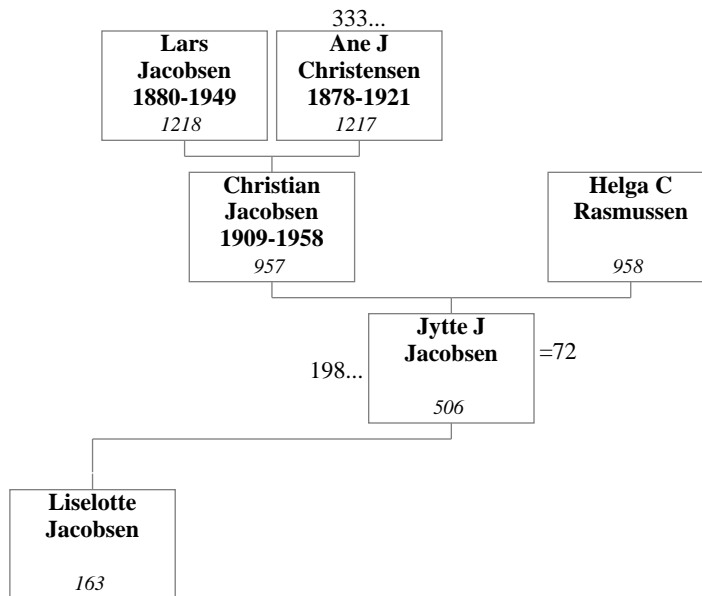 333...
Lars
Jacobsen
1880-1949
1218
Ane J
Christensen
1878-1921
1217
Christian
Jacobsen
1909-1958
957
Helga C
Rasmussen
958
198...
Jytte J
Jacobsen
506
=72
Liselotte
Jacobsen
163